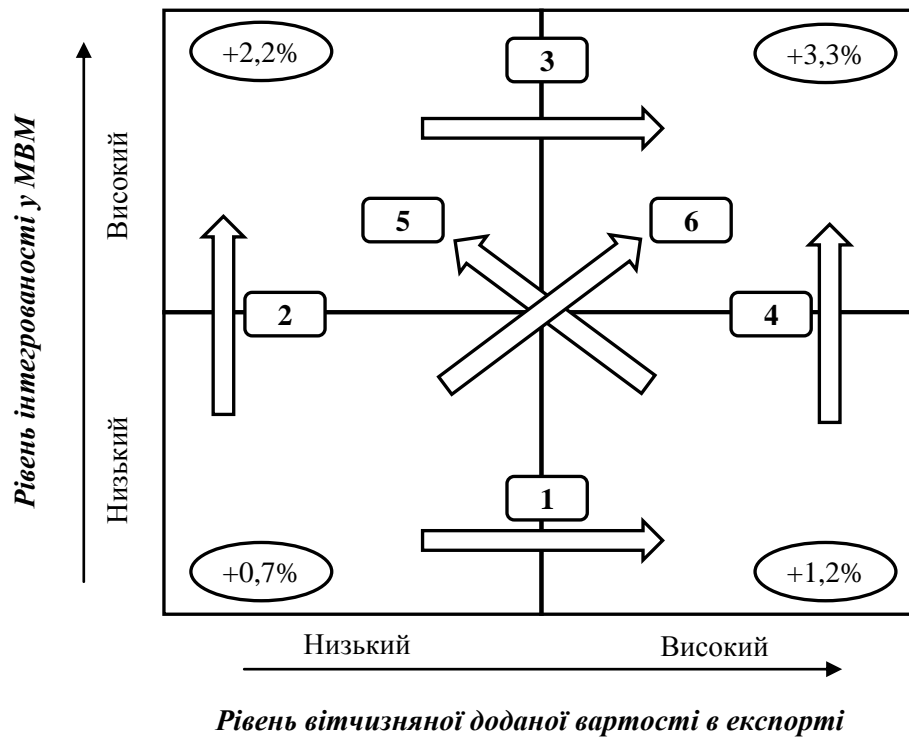 +2,2%
3
+3,3%
Рівень інтегрованості у МВМ
Високий
5
6
2
4
Низький
1
+0,7%
+1,2%
Низький
Високий
Рівень вітчизняної доданої вартості в експорті